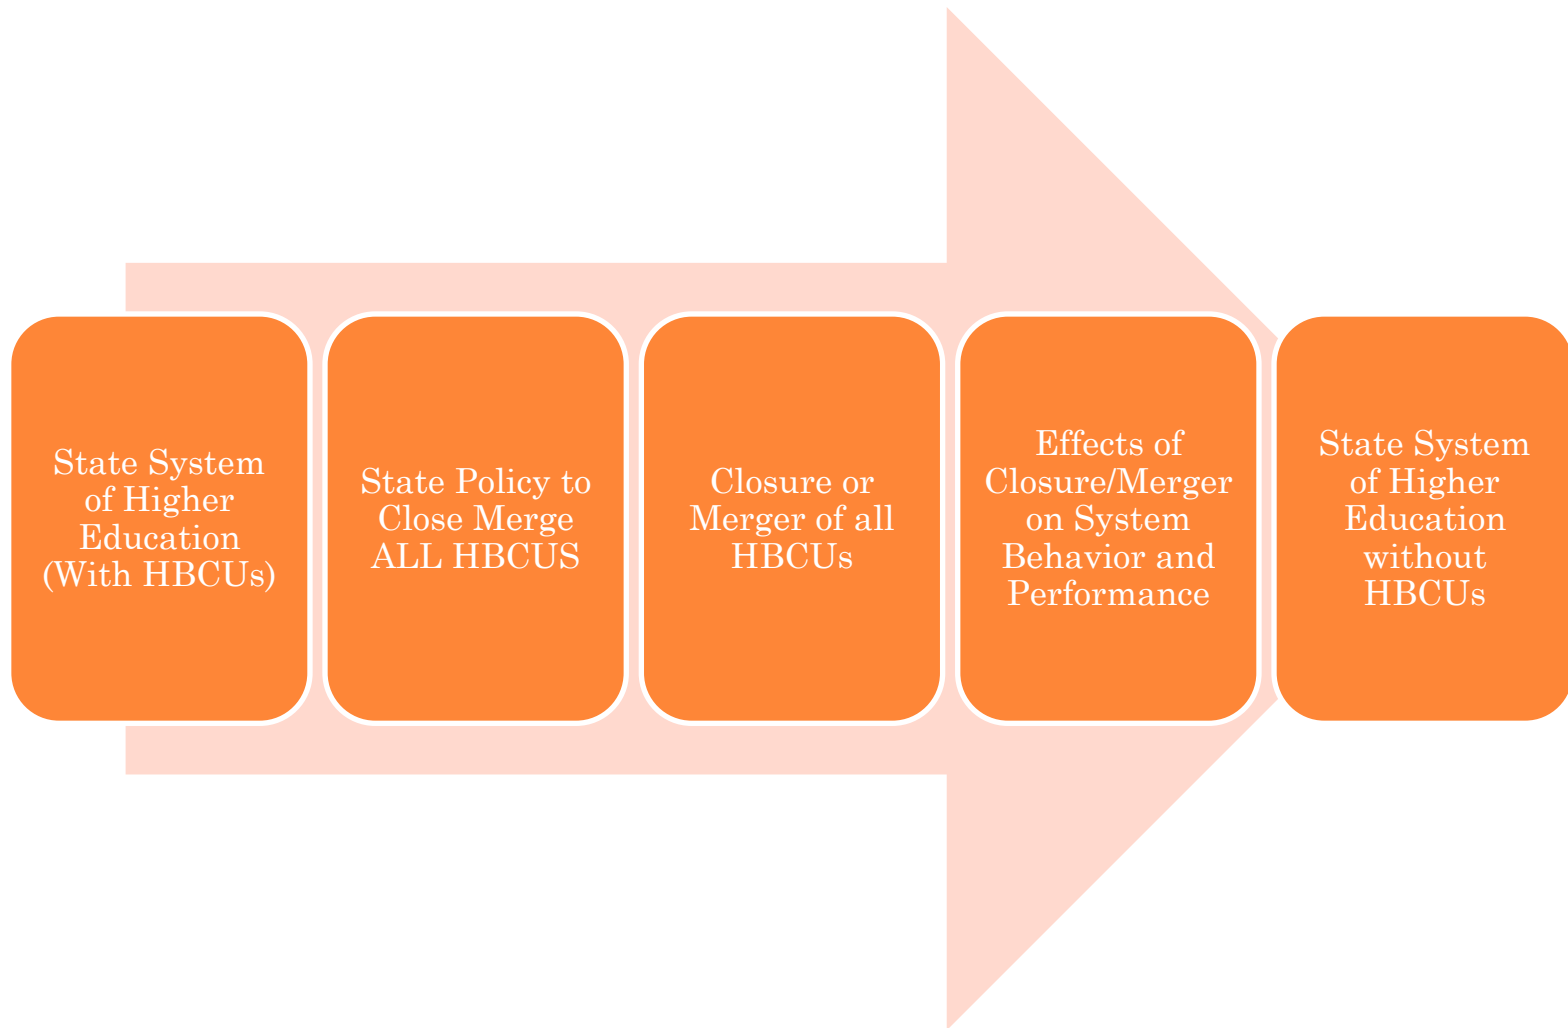 State System
of Higher
Education
(With HBCUs)
State Policy to
Close Merge
ALL HBCUS
Closure or
Merger of all
HBCUs
Effects of
Closure/Merger
on System
Behavior and
Performance
State System
of Higher
Education
without
HBCUs